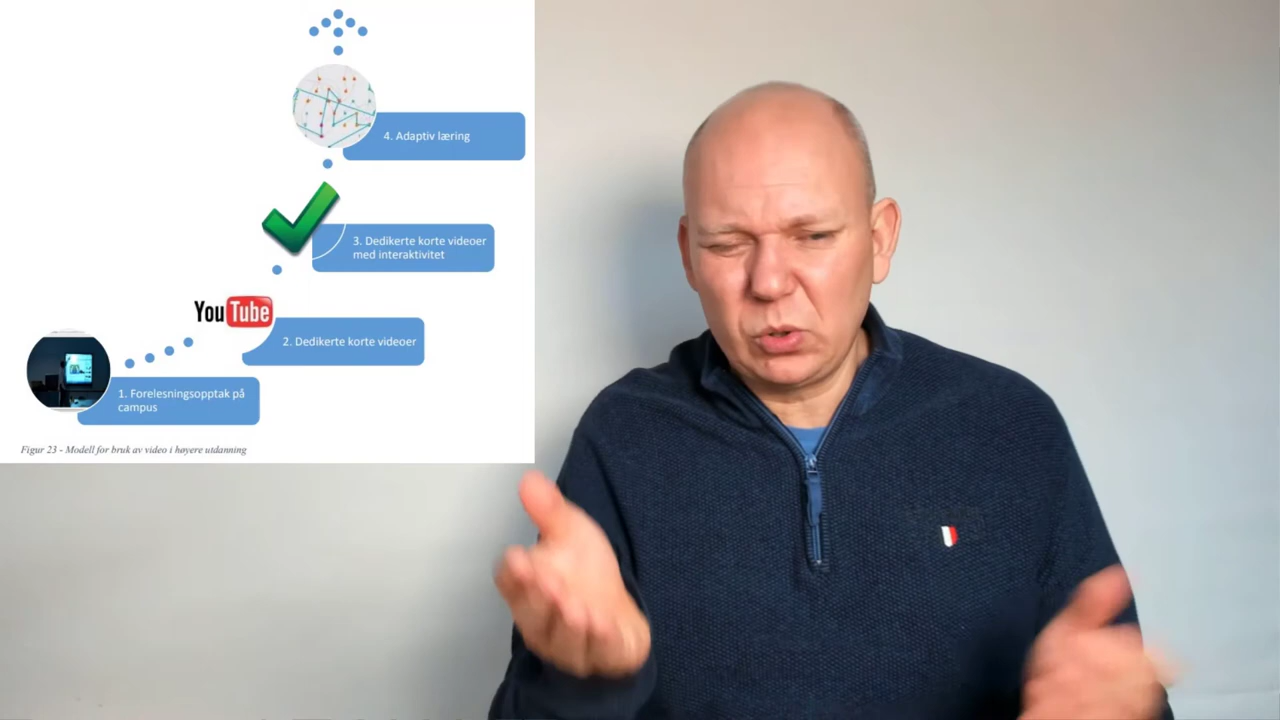 4. Adaptiv læring
3. Dedikerte korte videoer
med interaktivitet
YouTube
2. Dedikerte korte videoer
1. Forelesningsopptak på
campus
Figur 23 - Modell for bruk av video i høyere utdanning